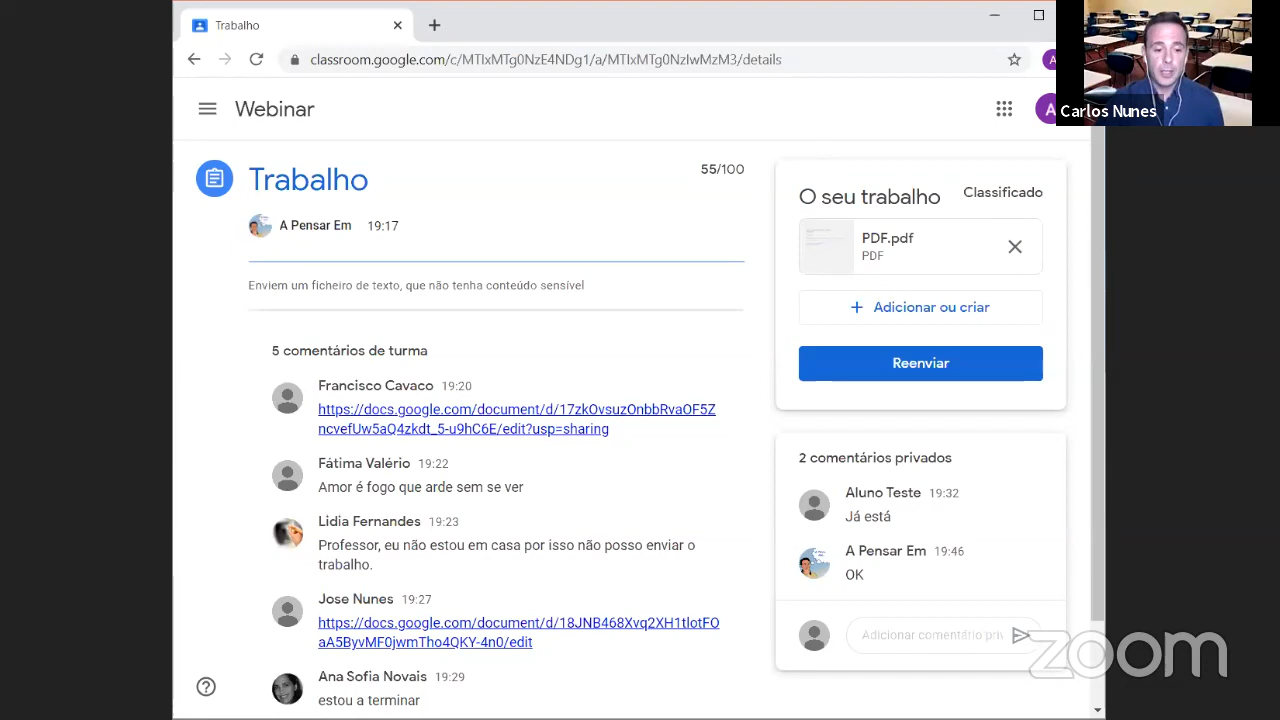 Trabalho
classroom.google.com/c/MTIxMTg0NzE4NDg1/a/MTIxMTg0NzIwMzM3/details
A
Webinar
A
Carlos Nunes
Trabalho
55/100
A Pensar Em 19:17
Enviem um ficheiro de texto, que não tenha conteúdo sensível
5 comentários de turma
Francisco Cavaco 19:20
https://docs.google.com/document/d/17zkOvsuzOnbbRvaOF5Z
ncvefUw5aQ4zkdt_5-u9hC6E/edit?usp=sharing
Fátima Valério 19:22
Amor é fogo que arde sem se ver
Lidia Fernandes 19:23
Professor, eu não estou em casa por isso não posso enviar o
trabalho.
Jose Nunes 19:27
https://docs.google.com/document/d/18JNB468Xvq2XH1tlotFO
aA5ByvMF0jwmTho4QKY-4n0/edit
Ana Sofia Novais 19:29
estou a terminar
O seu trabalho
Classificado
PDF.pdf
PDF
+ Adicionar ou criar
Reenviar
2 comentários privados
Aluno Teste 19:32
Já está
A Pensar Em 19:46
OK
Adicionar comentário priv
zoom